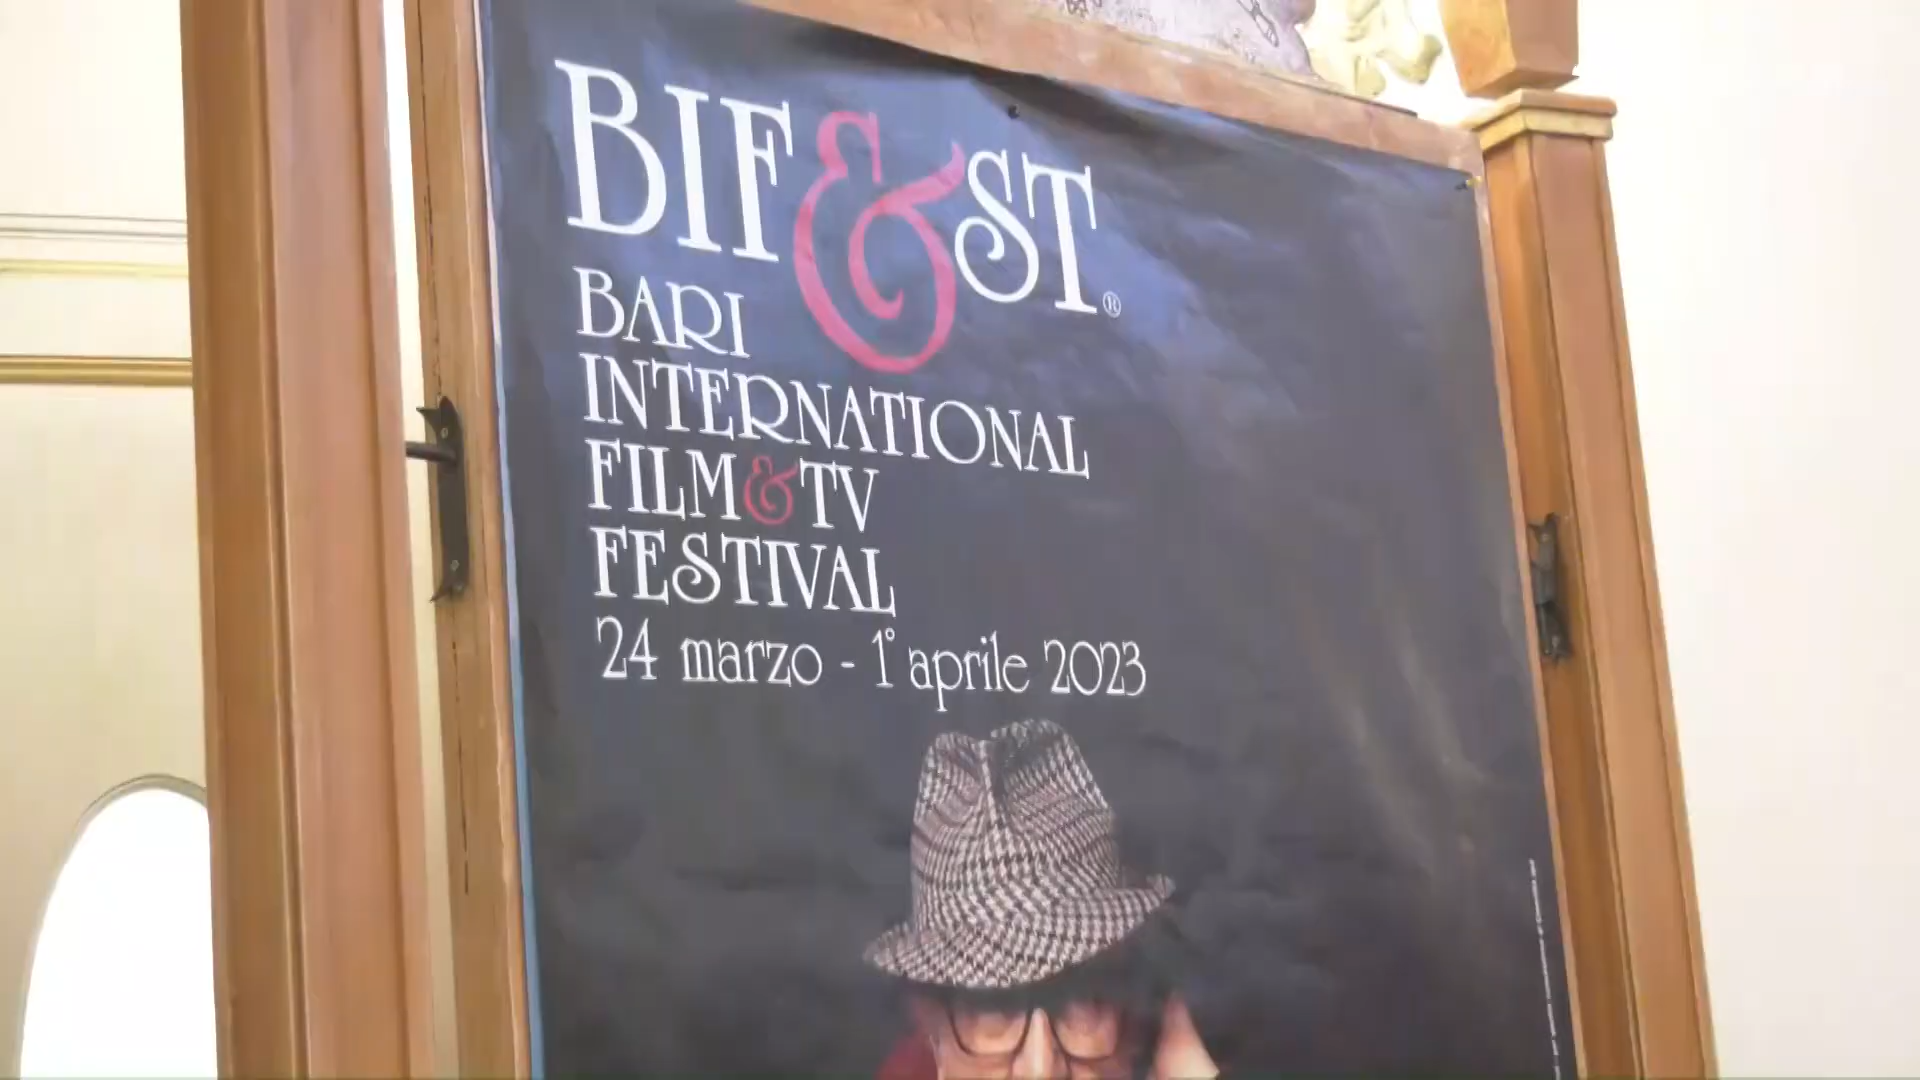 BIF&ST®
BARI
INTERNATIONAL
FILM&TV
FESTIVAL
24 marzo - 1° aprile 2023